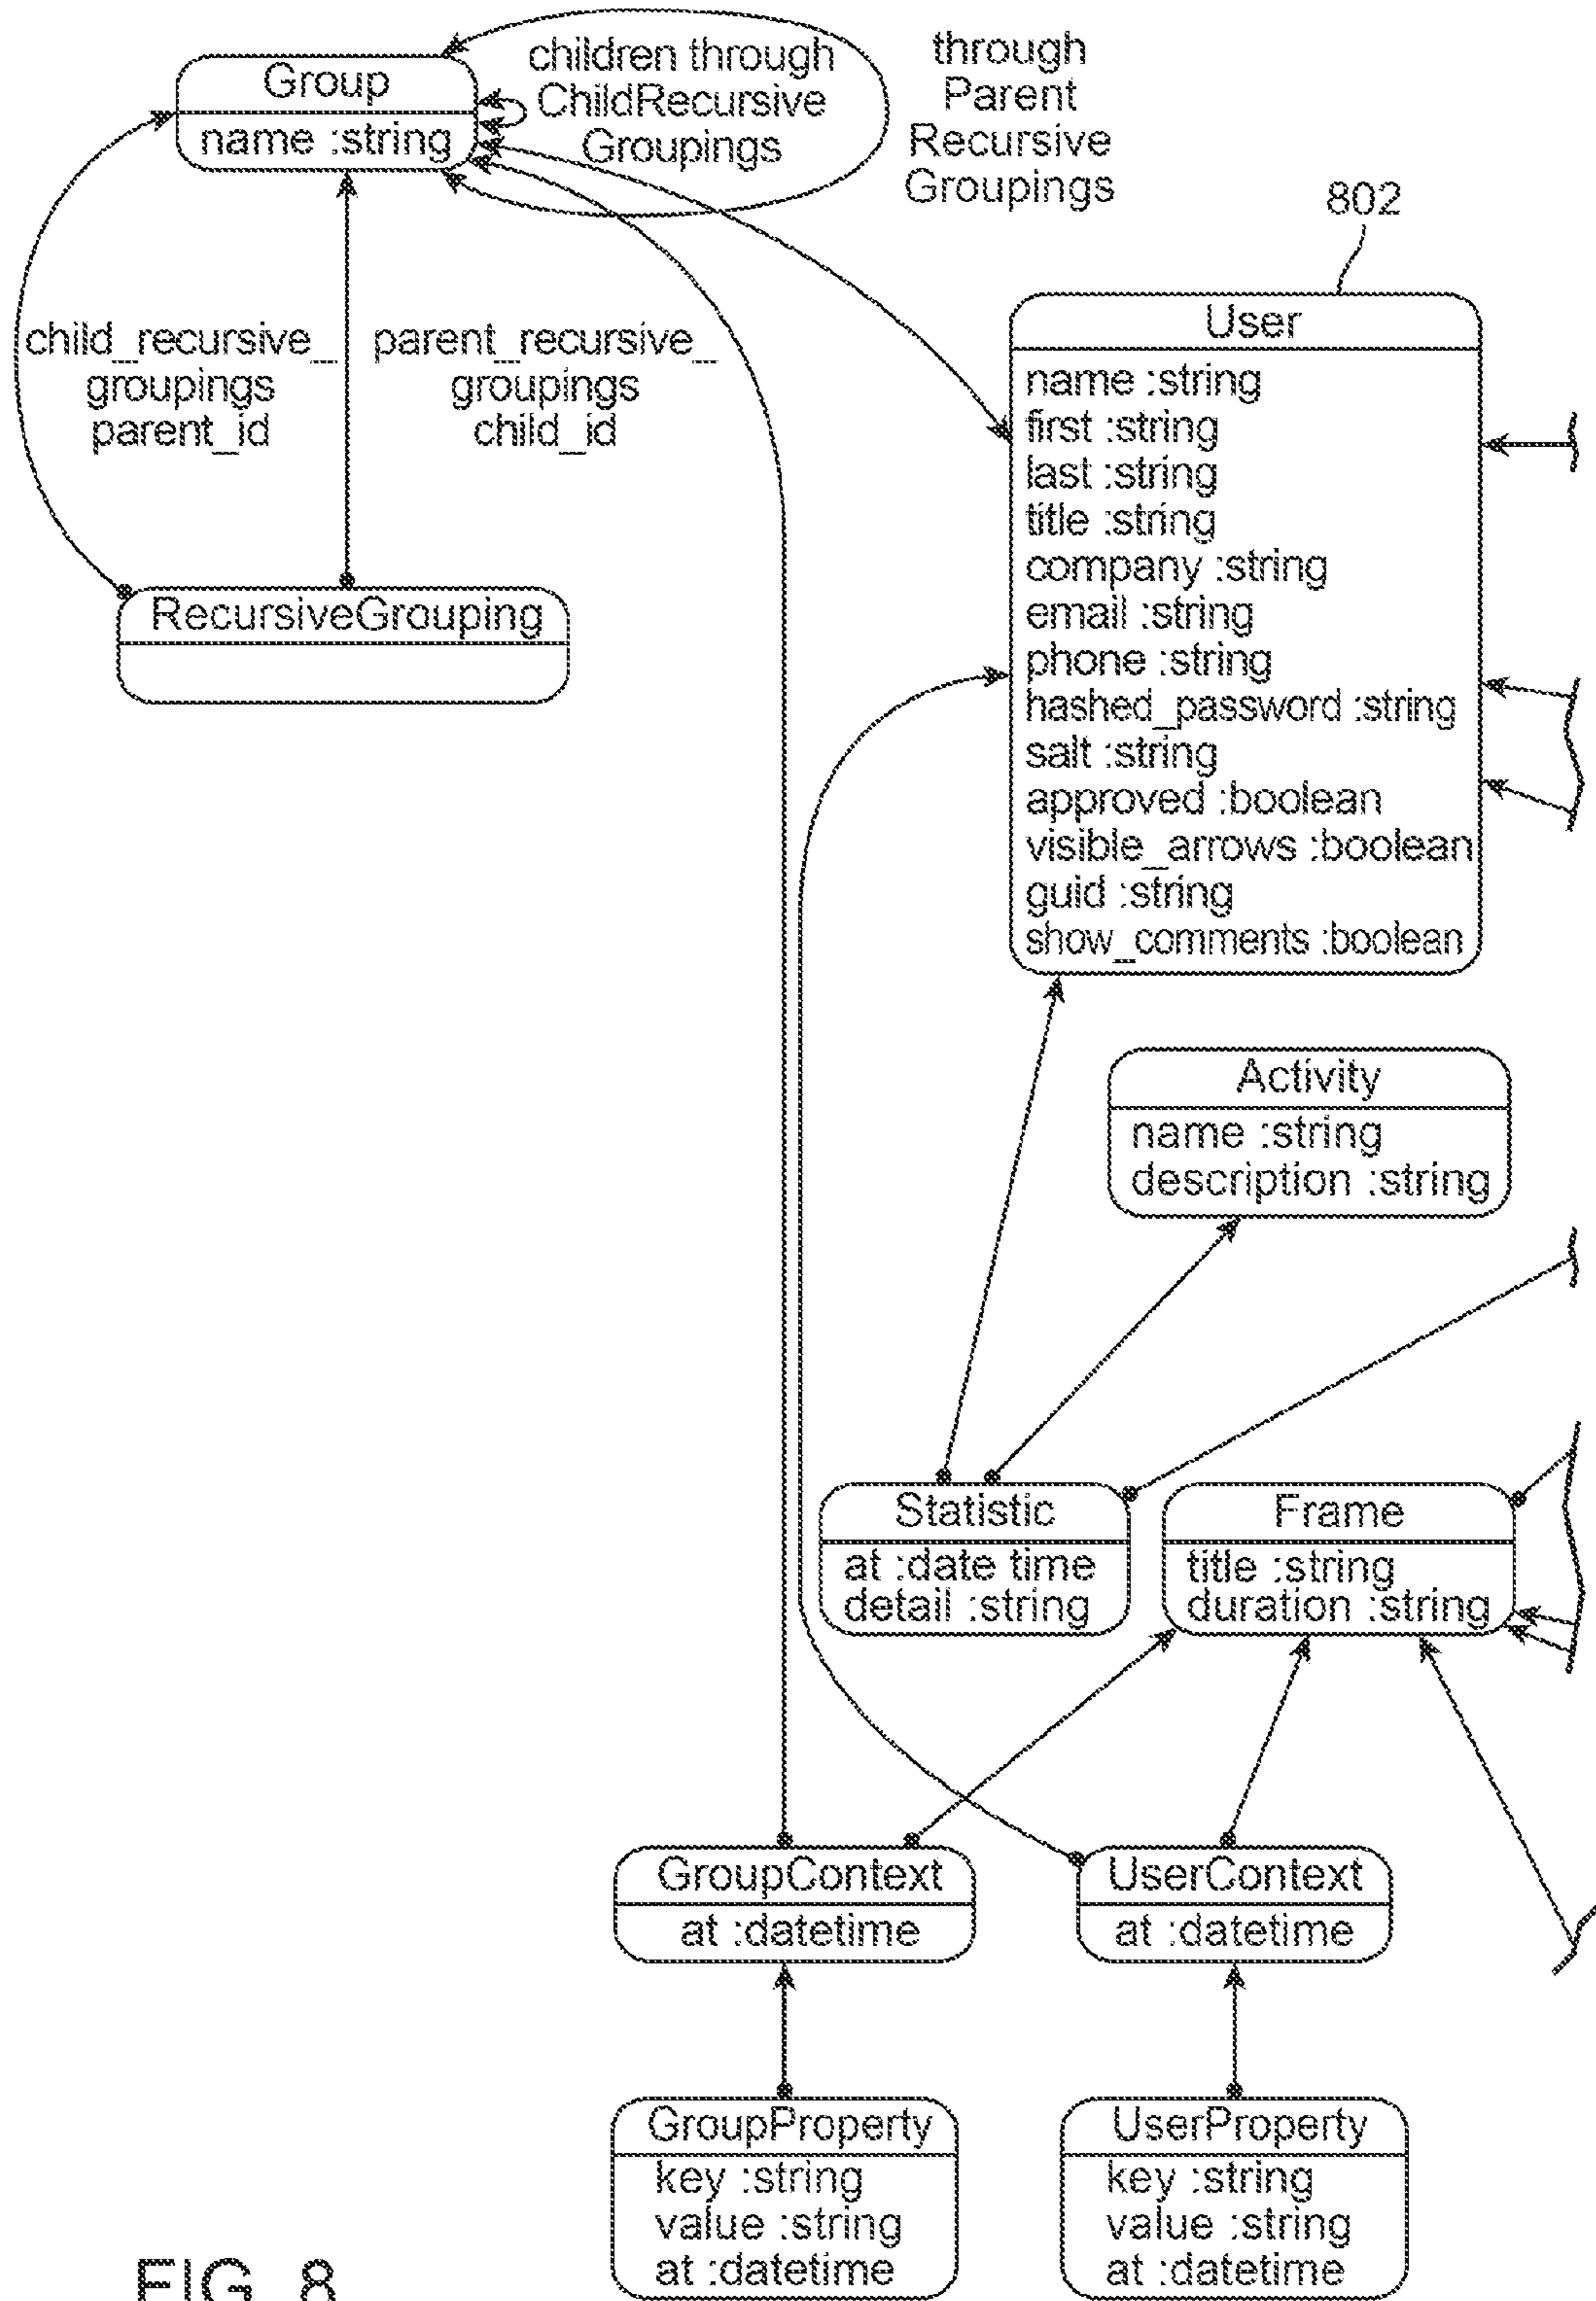 Group
name :string
children through
ChildRecursive
Groupings
through
Parent
Recursive
Groupings
802
child_recursive_
groupings
parent_id
parent_recursive_
groupings
child_id
RecursiveGrouping
User
name :string
first :string
last :string
title :string
company :string
email :string
phone :string
hashed_password :string
salt :string
approved :boolean
visible_arrows :boolean
guid :string
show_comments :boolean
Activity
name :string
description :string
Statistic
at :date time
detail :string
Frame
title :string
duration :string
GroupContext
at :datetime
UserContext
at :datetime
GroupProperty
key :string
value :string
at :datetime
UserProperty
key :string
value :string
at :datetime
FIG. 8